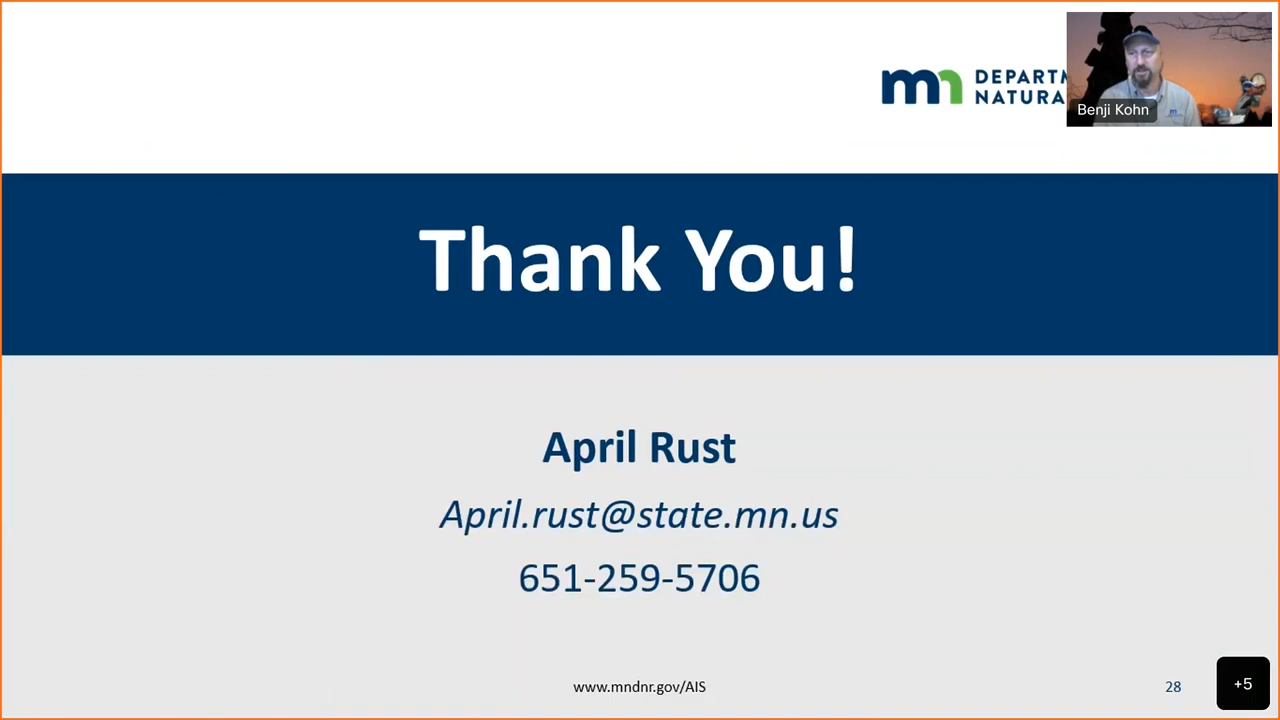 mn DEPARTM
NATURA
Benji Kohn
Thank You!
April Rust
April.rust@state.mn.us
651-259-5706
www.mndnr.gov/AIS
28
+5